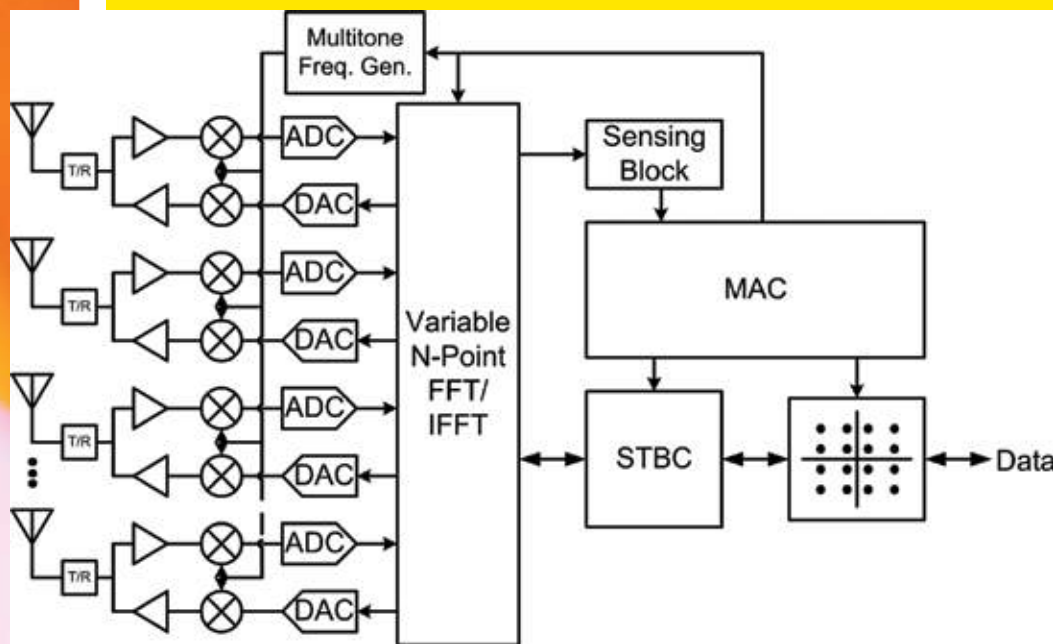 Multitone
Freq. Gen.
ADC
T/R
DAC
ADC
T/R
DAC
ADC
T/R
DAC
ADC
T/R
DAC
Variable
N-Point
FFT/
IFFT
Sensing
Block
MAC
STBC
Data